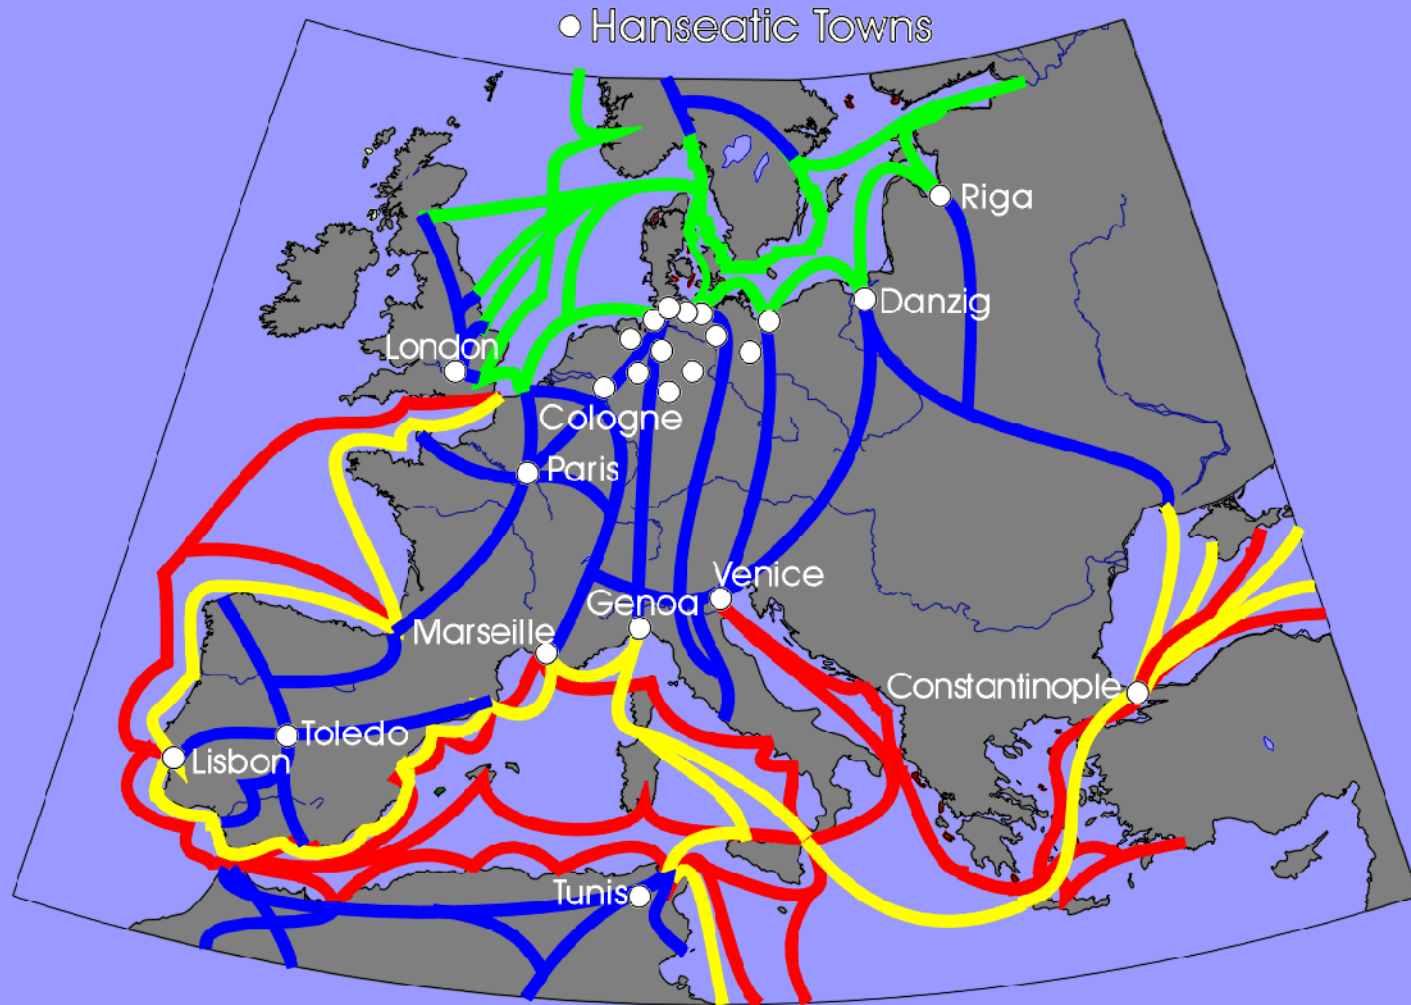 Hanseatic Towns
Riga
Danzig
London
Cologne
Paris
Venice
Genoa
Marseille
Constantinople
Toledo
Lisbon
Tunis